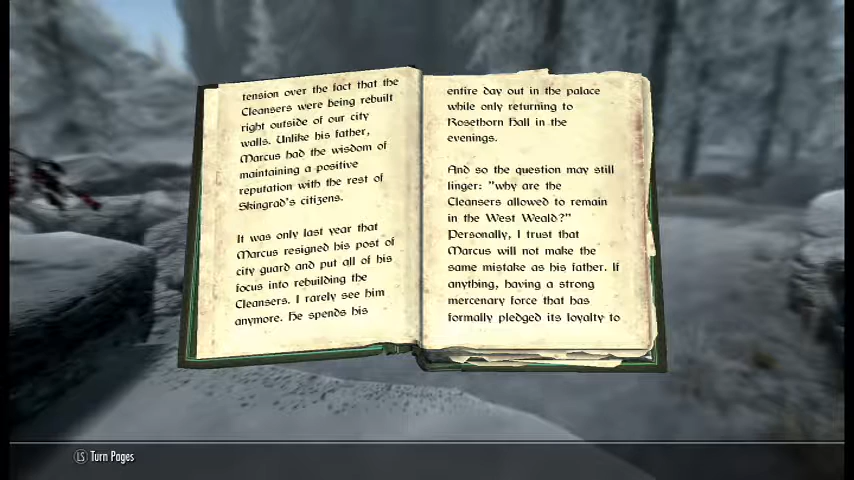 tension over the fact that the
Cleansers were being rebuilt
right outside of our city
walls. Unlike his father,
Marcus had the wisdom of
maintaining a positive
reputation with the rest of
Skingrad's citizens.
It was only last year that
Marcus resigned his post of
city guard and put all of his
focus into rebuilding the
Cleansers. I rarely see him
anymore. He spends his
entire day out in the palace
while only returning to
Rosethorn Hall in the
evenings.
And so the question may still
linger: "why are the
Cleansers allowed to remain
in the West Weald?"
Personally, I trust that
Marcus will not make the
same mistake as his father. If
anything, having a strong
mercenary force that has
formally pledged its loyalty to
LS Turn Pages